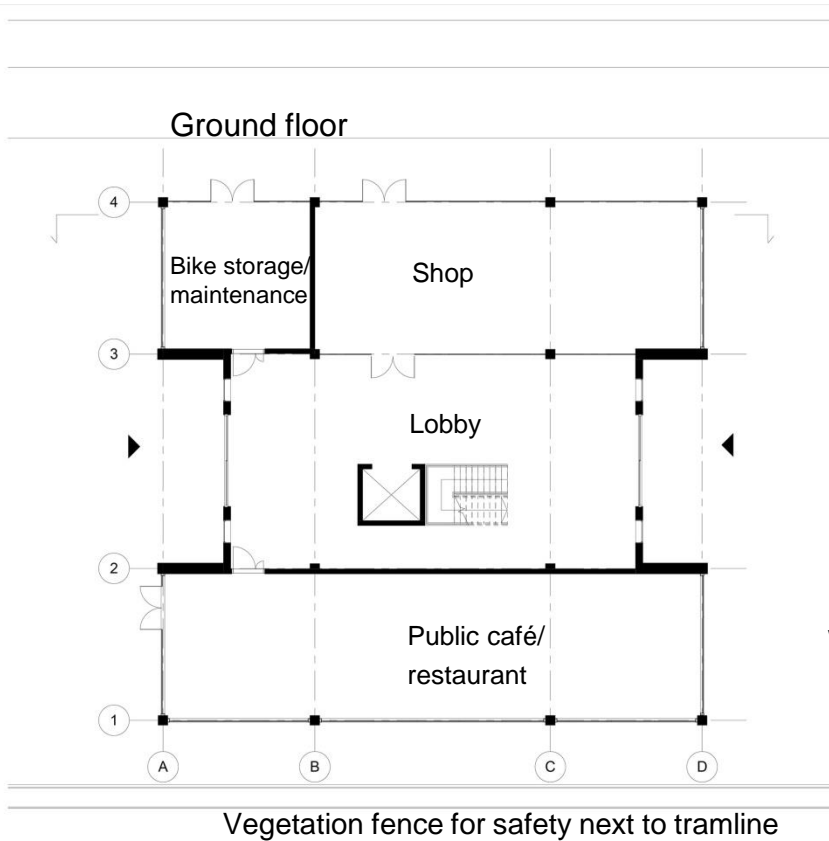 Ground floor
4
Bike storage/
maintenance
Shop
3
Lobby
2
Public café/
restaurant
1
A
B
C
D
Vegetation fence for safety next to tramline